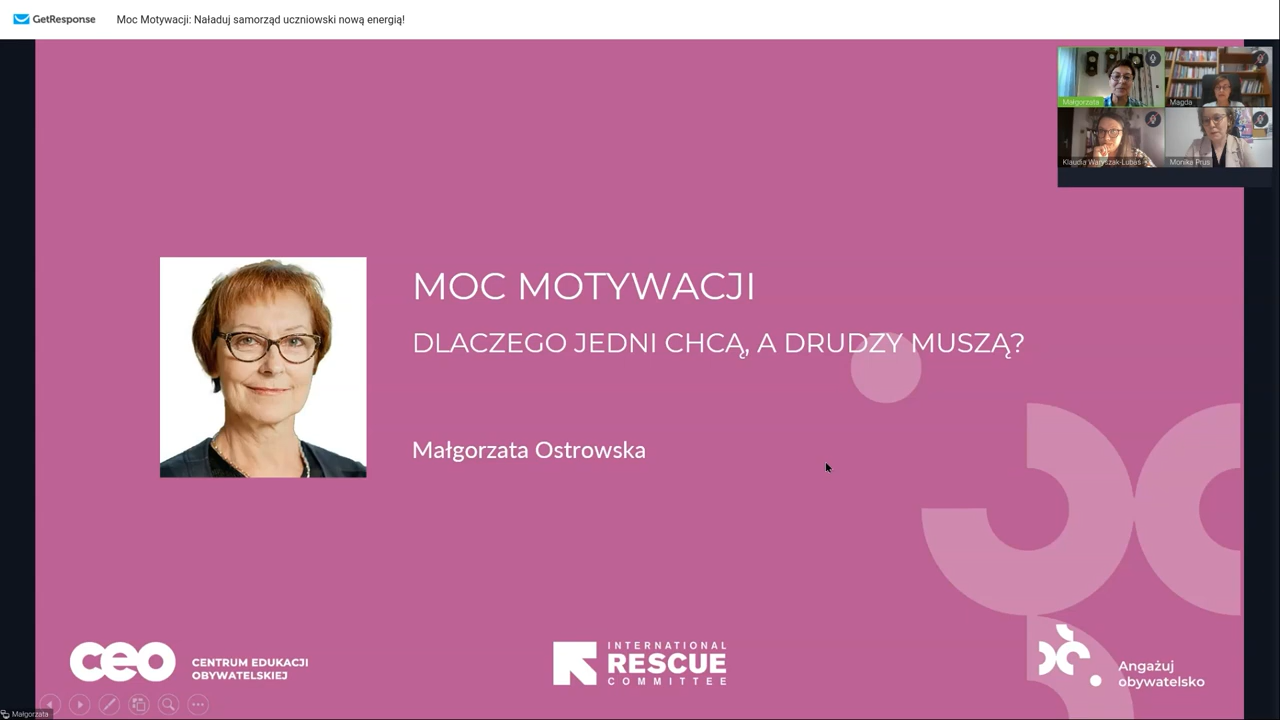 GetResponse
Moc Motywacji: Naładuj samorząd uczniowski nową energią!
Małgorzata
Magda
Klaudia Waryszak-Lubaś
Monika Prus
MOC MOTYWACJI
DLACZEGO JEDNI CHCĄ, A DRUDZY MUSZĄ?
Małgorzata Ostrowska
ceo
CENTRUM EDUKACJI
OBYWATELSKIEJ
INTERNATIONAL
RESCUE
COMMITTEE
Angażuj
obywatelsko
Małgorzata